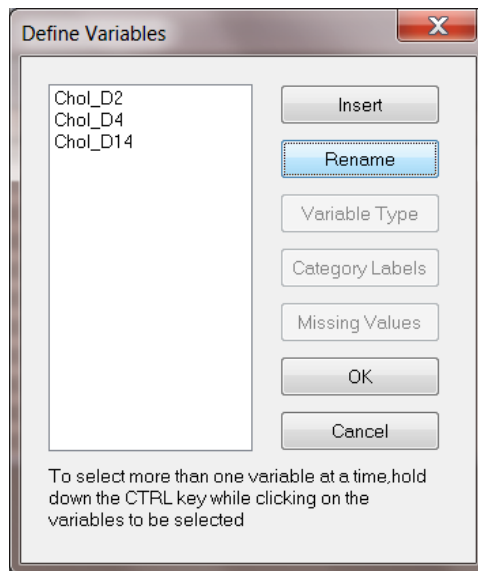 Define Variables
X
Chol_D2
Chol_D4
Chol_D14
Insert
Rename
Variable Type
Category Labels
Missing Values
OK
Cancel
To select more than one variable at a time,hold
down the CTRL key while clicking on the
variables to be selected